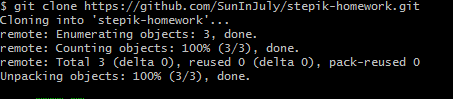 $ git clone https://github.com/SunInJuly/stepik-homework.git
Cloning into 'stepik-homework'...
remote: Enumerating objects: 3, done.
remote: Counting objects: 100% (3/3), done.
remote: Total 3 (delta 0), reused 0 (delta 0), pack-reused 0
Unpacking objects: 100% (3/3), done.